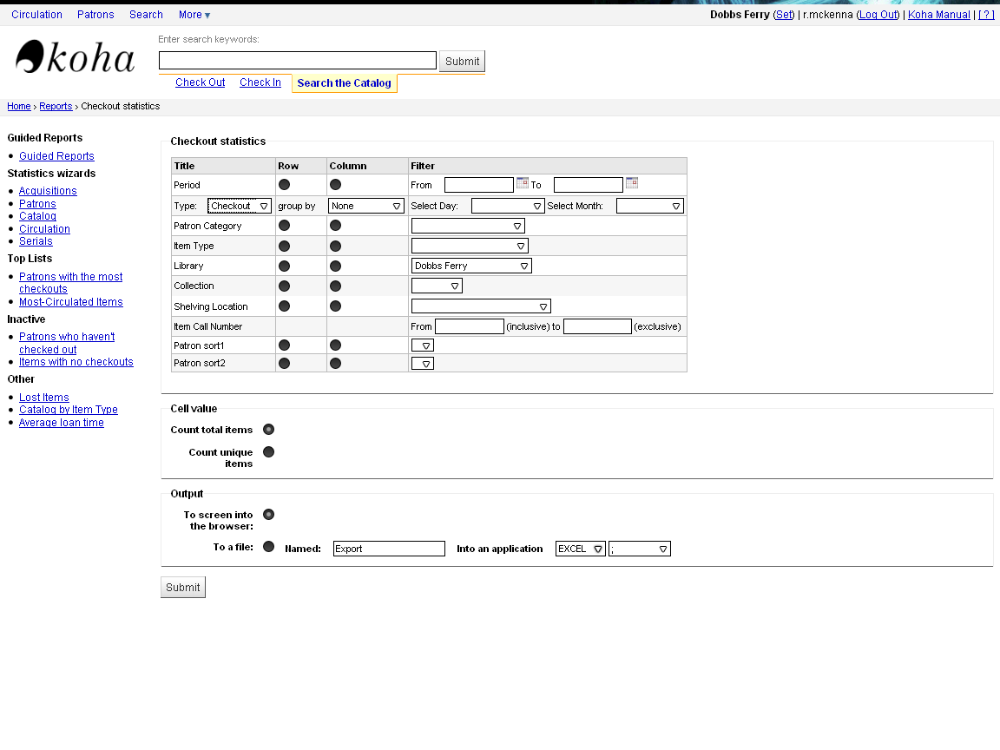 Circulation Patrons Search More ▼ Dobbs Ferry (Set) | r.mckenna (Log Out) | Koha Manual | [ ? ]
koha
Enter search keywords:
Submit
Check Out Check In Search the Catalog
Home › Reports › Checkout statistics
Guided Reports
• Guided Reports
Statistics wizards
• Acquisitions
• Patrons
• Catalog
• Circulation
• Serials
Top Lists
• Patrons with the most
checkouts
• Most-Circulated Items
Inactive
• Patrons who haven't
checked out
• Items with no checkouts
Other
• Lost Items
• Catalog by Item Type
• Average loan time
Checkout statistics
Title Row Column Filter
Period From To
Type: Checkout group by None Select Day: Select Month:
Patron Category
Item Type
Library Dobbs Ferry
Collection
Shelving Location
Item Call Number From (inclusive) to (exclusive)
Patron sort1
Patron sort2
Cell value
Count total items
Count unique
items
Output
To screen into
the browser:
To a file: Named: Export Into an application EXCEL ;
Submit